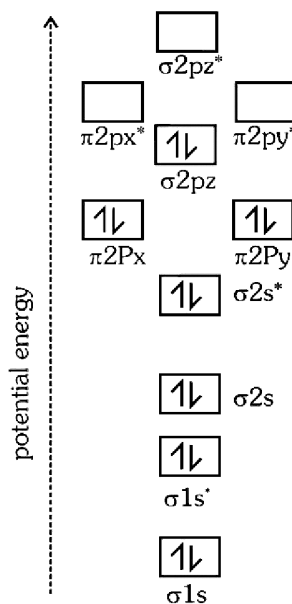 σ2pz*
π2px*
π2py*
σ2pz
π2Px
π2Py
σ2s*
σ2s
σ1s*
σ1s
potential energy